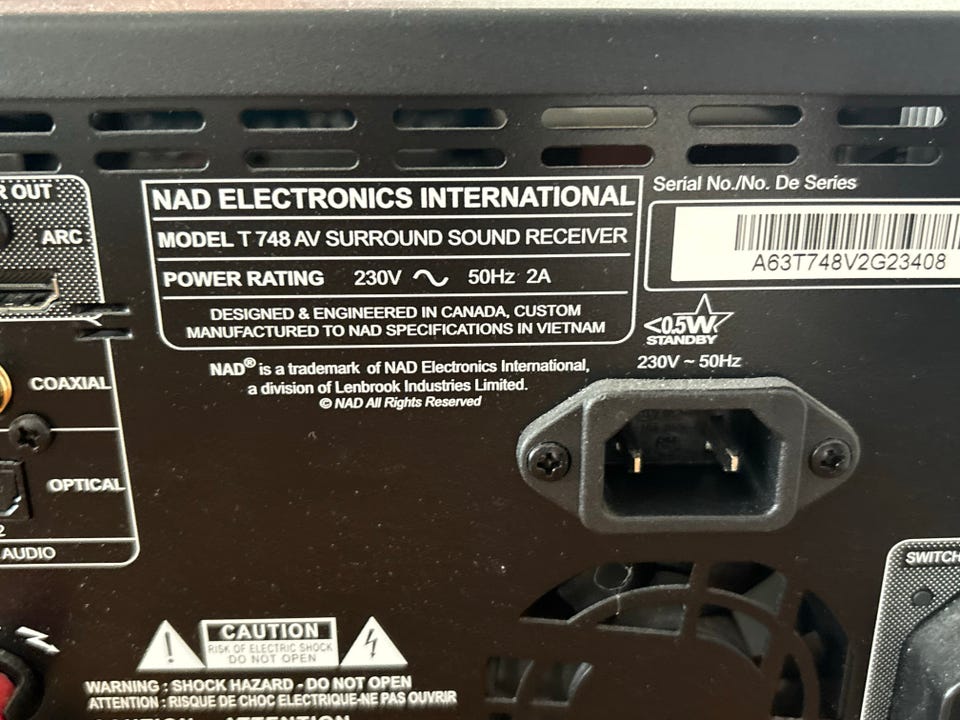 R OUT
ARC
COAXIAL
OPTICAL
2
AUDIO
NAD ELECTRONICS INTERNATIONAL
MODEL T 748 AV SURROUND SOUND RECEIVER
POWER RATING 230V ~ 50Hz 2A
DESIGNED & ENGINEERED IN CANADA, CUSTOM
MANUFACTURED TO NAD SPECIFICATIONS IN VIETNAM
NAD® is a trademark of NAD Electronics International,
a division of Lenbrook Industries Limited.
© NAD All Rights Reserved
Serial No./No. De Series
A63T748V2G23408
<0.5W
STANDBY
230V ~ 50Hz
SWITCH
CAUTION
RISK OF ELECTRIC SHOCK
DO NOT OPEN
WARNING : SHOCK HAZARD - DO NOT OPEN
ATTENTION : RISQUE DE CHOC ELECTRIQUE-NE PAS OUVRIR
CAUTION ATTENTION